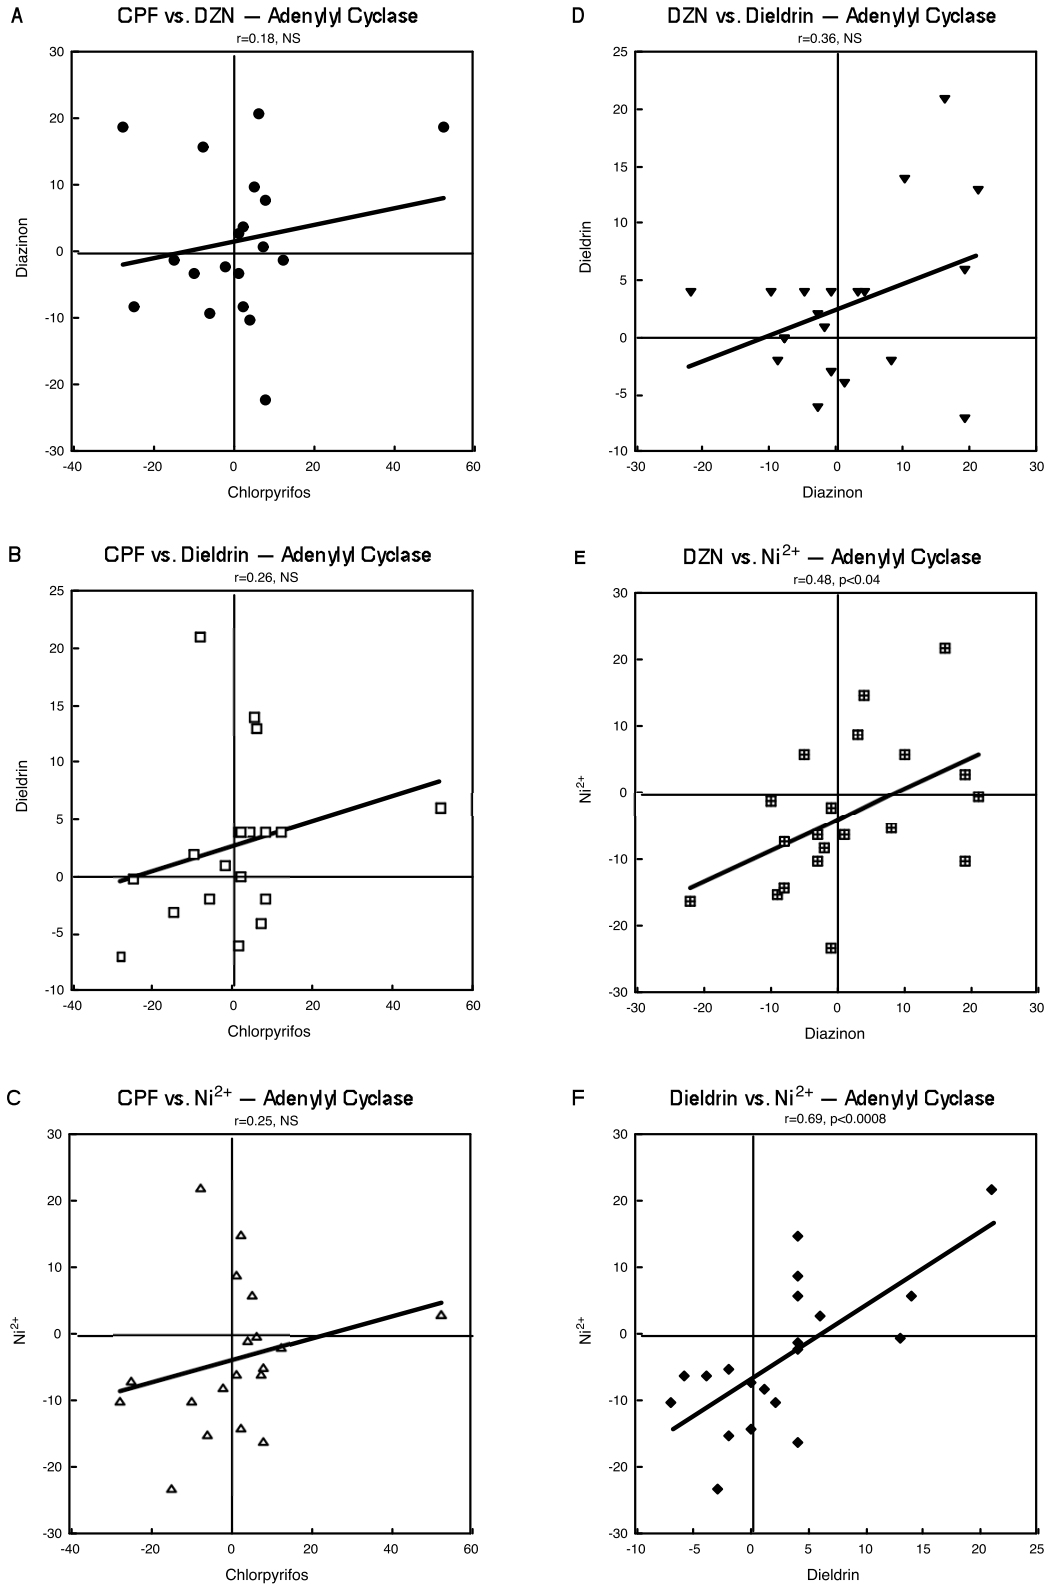 A
CPF vs. DZN — Adenylyl Cyclase
r=0.18, NS
30
20
10
0
-10
-20
-30
Diazinon
-40 -20 0 20 40 60
Chlorpyrifos
B
CPF vs. Dieldrin — Adenylyl Cyclase
r=0.26, NS
25
20
15
10
5
0
-5
-10
Dieldrin
-40 -20 0 20 40 60
Chlorpyrifos
C
CPF vs. Ni²⁺ — Adenylyl Cyclase
r=0.25, NS
30
20
10
0
-10
-20
-30
Ni²⁺
-40 -20 0 20 40 60
Chlorpyrifos
D
DZN vs. Dieldrin — Adenylyl Cyclase
r=0.36, NS
25
20
15
10
5
0
-5
-10
Dieldrin
-30 -20 -10 0 10 20 30
Diazinon
E
DZN vs. Ni²⁺ — Adenylyl Cyclase
r=0.48, p<0.04
30
20
10
0
-10
-20
-30
Ni²⁺
-30 -20 -10 0 10 20 30
Diazinon
F
Dieldrin vs. Ni²⁺ — Adenylyl Cyclase
r=0.69, p<0.0008
30
20
10
0
-10
-20
-30
Ni²⁺
-10 -5 0 5 10 15 20 25
Dieldrin